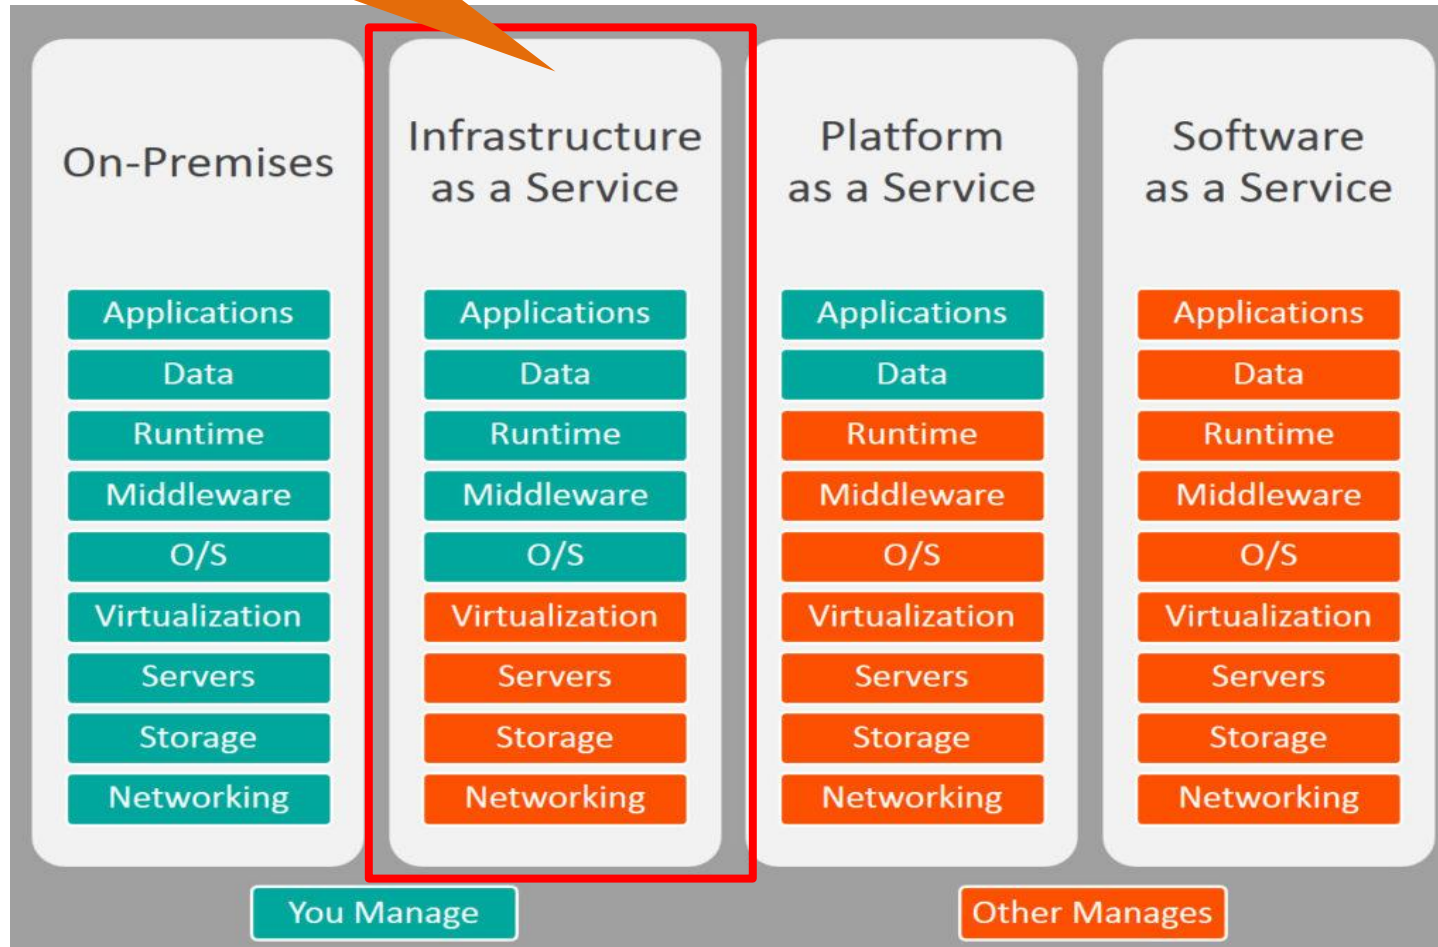 On-Premises
Applications
Data
Runtime
Middleware
O/S
Virtualization
Servers
Storage
Networking
Infrastructure
as a Service
Applications
Data
Runtime
Middleware
O/S
Virtualization
Servers
Storage
Networking
Platform
as a Service
Applications
Data
Runtime
Middleware
O/S
Virtualization
Servers
Storage
Networking
Software
as a Service
Applications
Data
Runtime
Middleware
O/S
Virtualization
Servers
Storage
Networking
You Manage
Other Manages